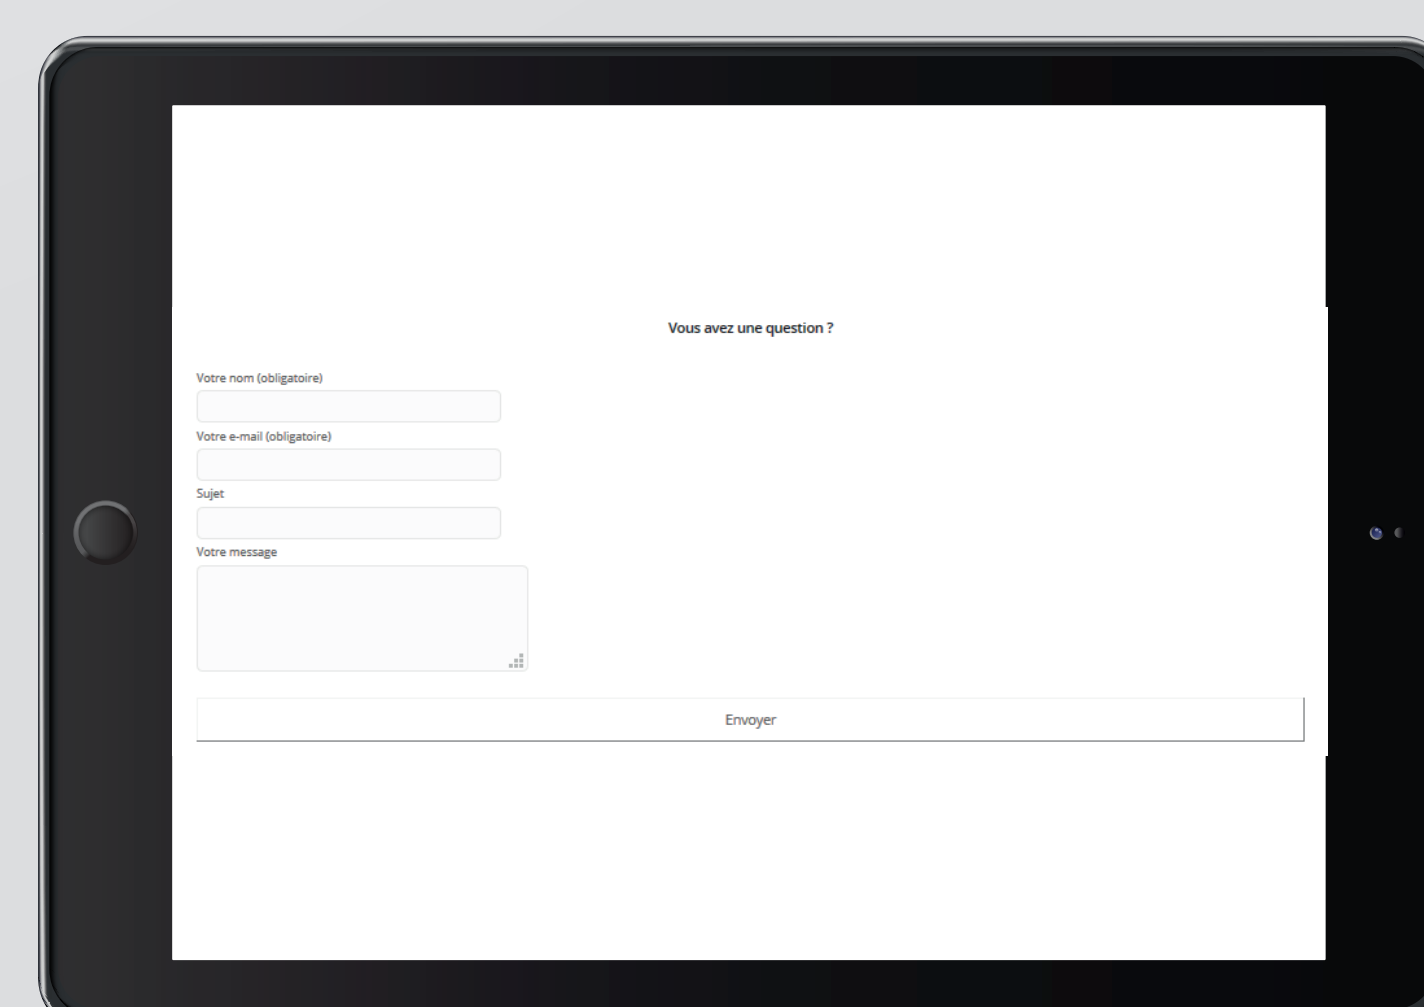 Vous avez une question ?
Votre nom (obligatoire)
Votre e-mail (obligatoire)
Sujet
Votre message
Envoyer